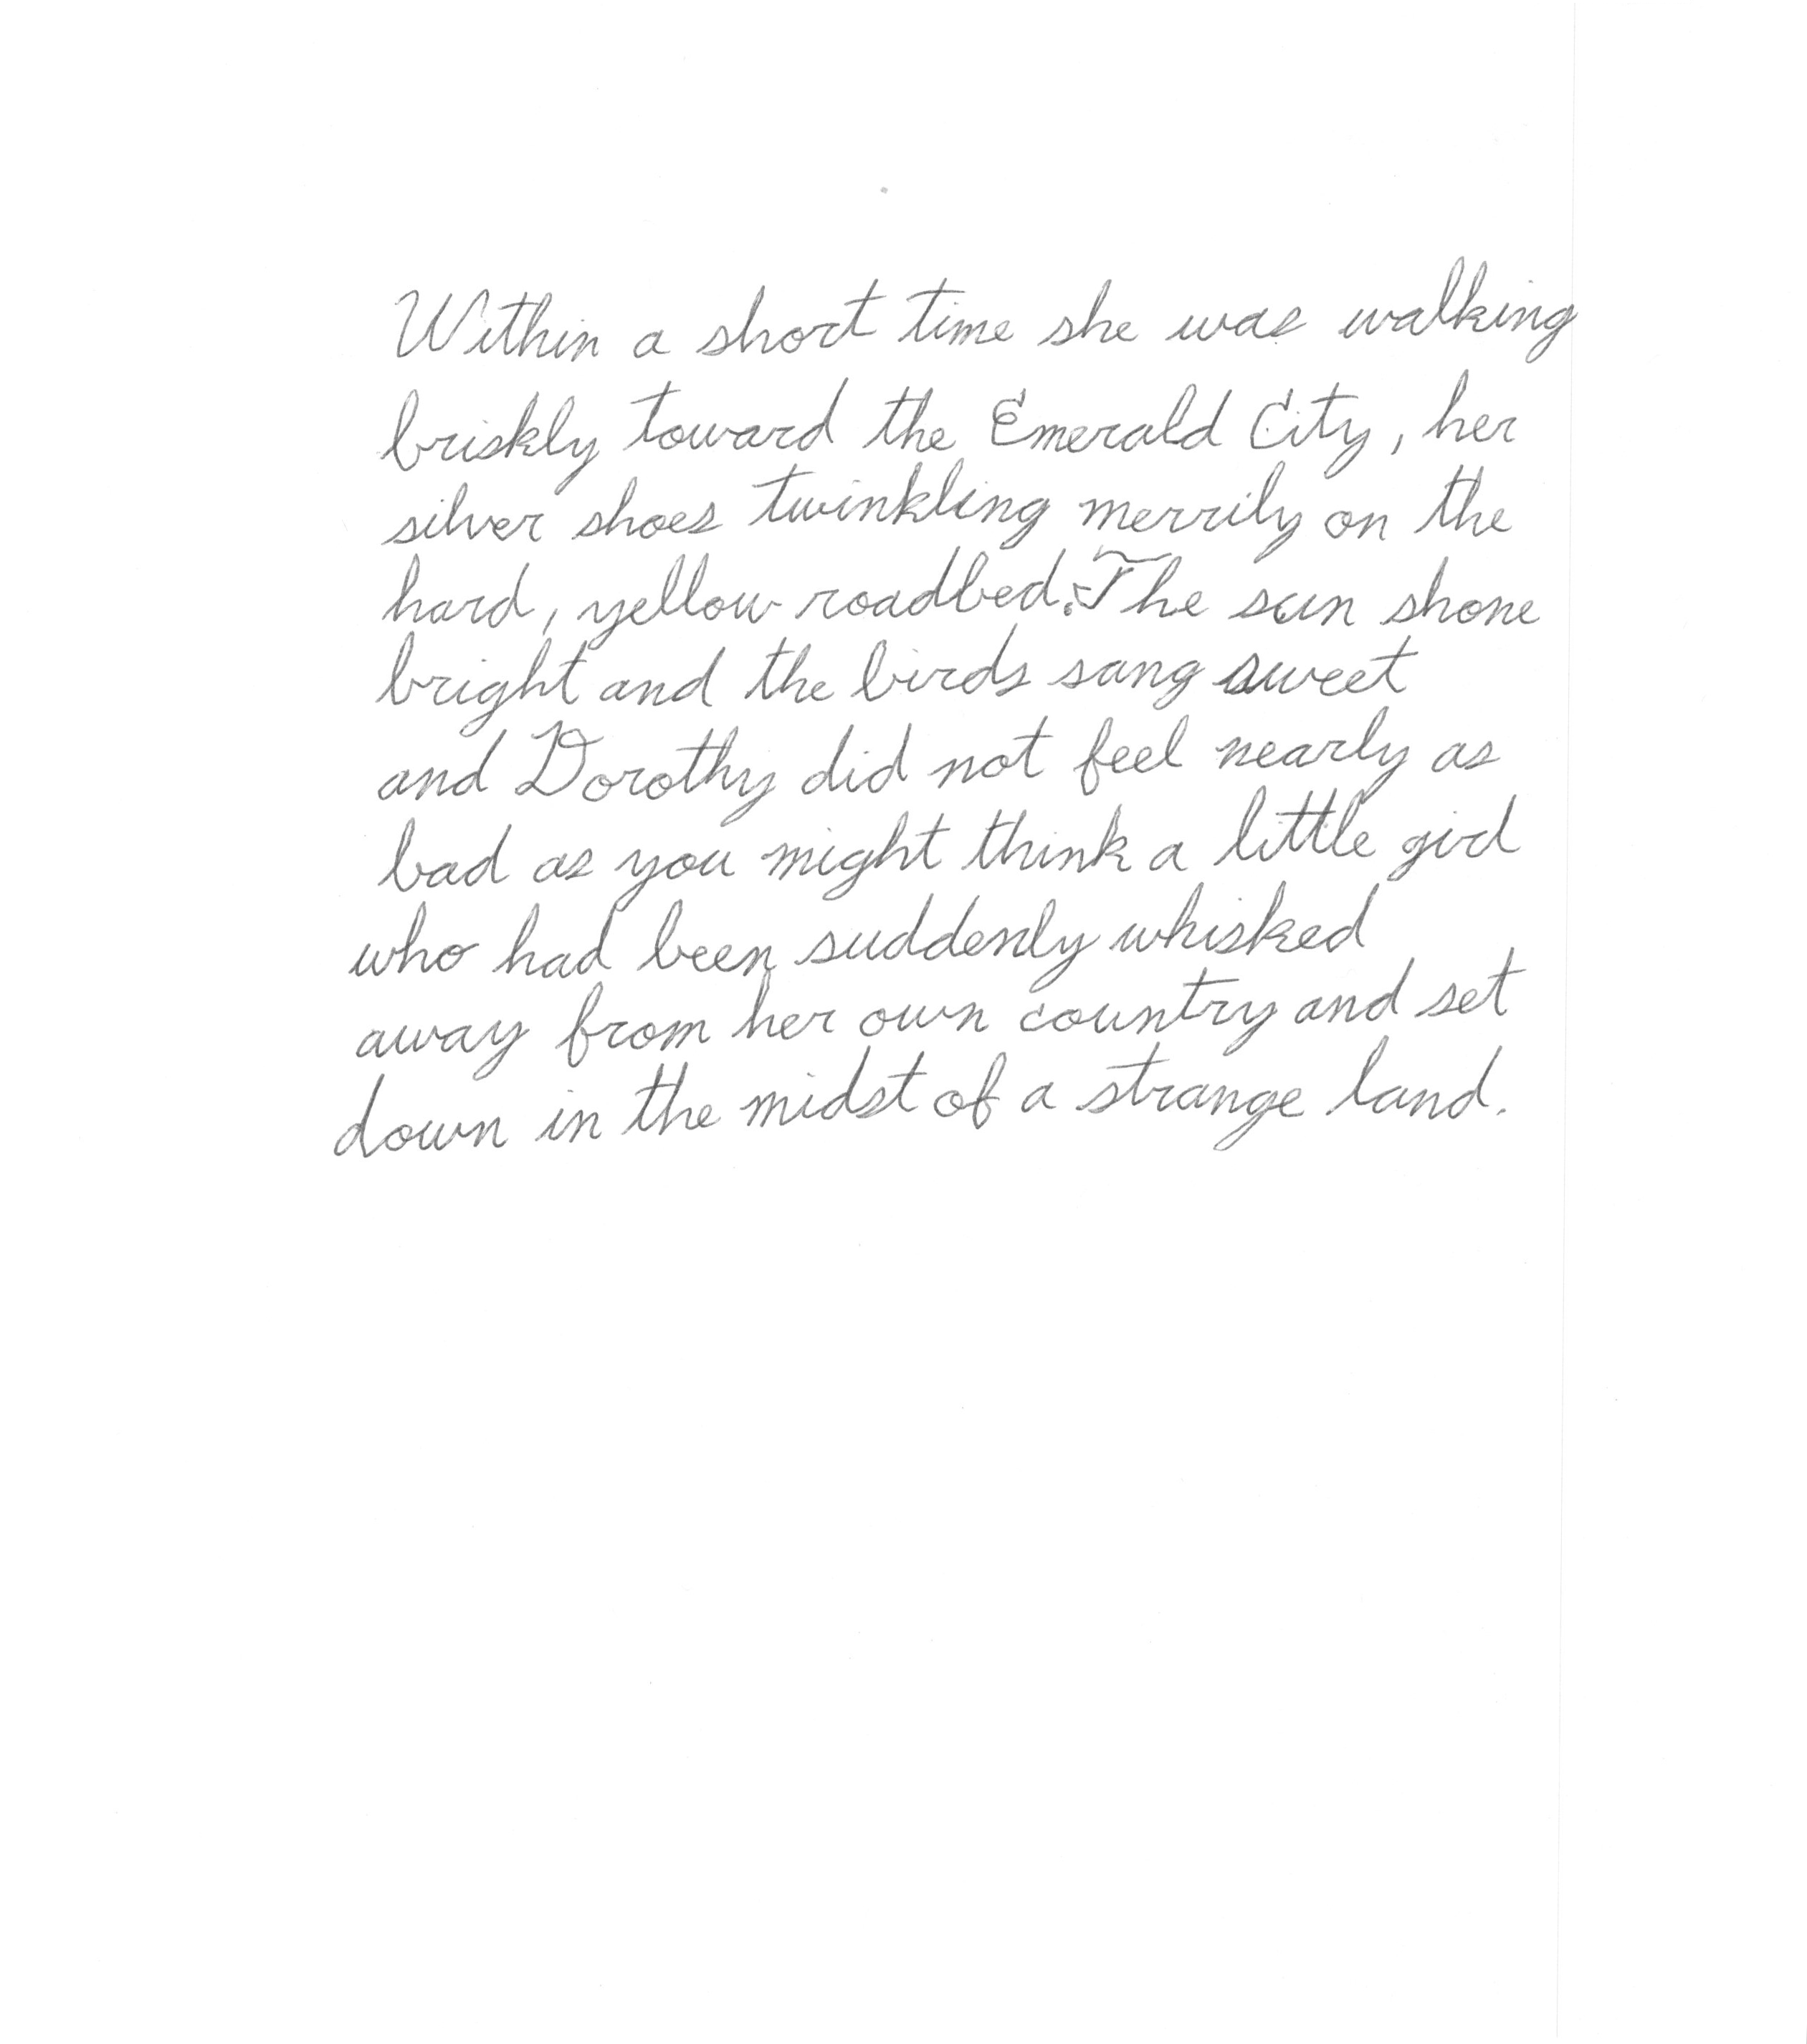 Within a short time she was walking
briskly toward the Emerald City, her
silver shoes twinkling merrily on the
hard, yellow roadbed. The sun shone
bright and the birds sang sweet
and Dorothy did not feel nearly as
bad as you might think a little girl
who had been suddenly whisked
away from her own country and set
down in the midst of a strange land.